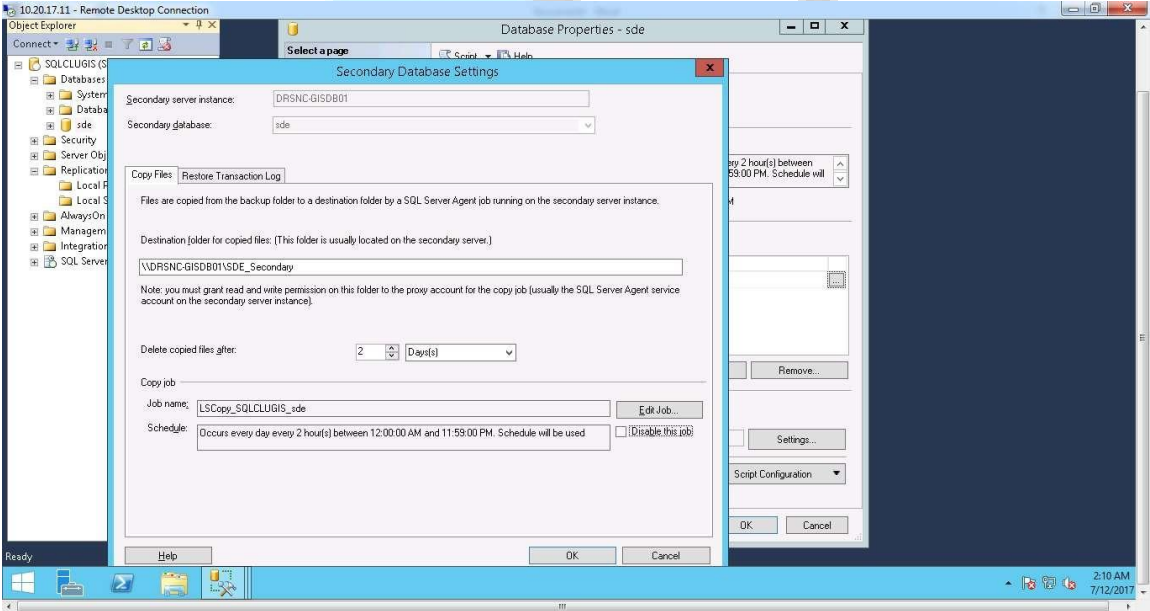 10.20.17.11 - Remote Desktop Connection
Object Explorer
Connect
SQLCLUGIS (S
Databases
System
Databa
sde
Security
Server Obj
Replication
Local P
Local S
AlwaysOn
Managem
Integration
SQL Server
Ready
Database Properties - sde
Select a page
Script
Help
Secondary Database Settings
Secondary server instance:
DRSNC-GISDB01
Secondary database:
sde
Copy Files
Restore Transaction Log
Files are copied from the backup folder to a destination folder by a SQL Server Agent job running on the secondary server instance.
Destination folder for copied files: (This folder is usually located on the secondary server.)
\\DRSNC-GISDB01\SDE_Secondary
Note: you must grant read and write permission on this folder to the proxy account for the copy job (usually the SQL Server Agent service
account on the secondary server instance).
Delete copied files after:
2
Days(s)
Copy job
Job name:
LSCopy_SQLCLUGIS_sde
Edit Job...
Schedule:
Occurs every day every 2 hour(s) between 12:00:00 AM and 11:59:00 PM. Schedule will be used
Disable this job
Help
OK
Cancel
ery 2 hour(s) between
59:00 PM. Schedule will
...
Remove...
Settings...
Script Configuration
OK
Cancel
2:10 AM
7/12/2017